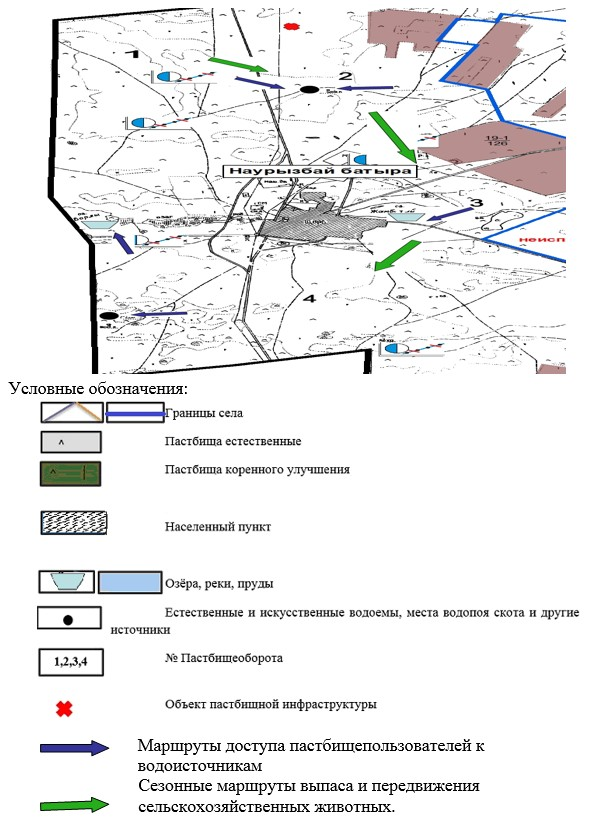 1
2
19-1
126
Наурызбай батыра
3
неисп
4
Условные обозначения:
Границы села
Пастбища естественные
Пастбища коренного улучшения
Населенный пункт
Озёра, реки, пруды
Естественные и искусственные водоемы, места водопоя скота и другие
источники
1,2,3,4
№ Пастбищеоборота
Объект пастбищной инфраструктуры
Маршруты доступа пастбищепользователей к
водоисточникам
Сезонные маршруты выпаса и передвижения
сельскохозяйственных животных.